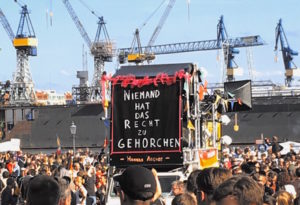 NIEMAND
HAT
DAS
RECHT
ZU
GEHORCHEN
HANNAH ARENDT